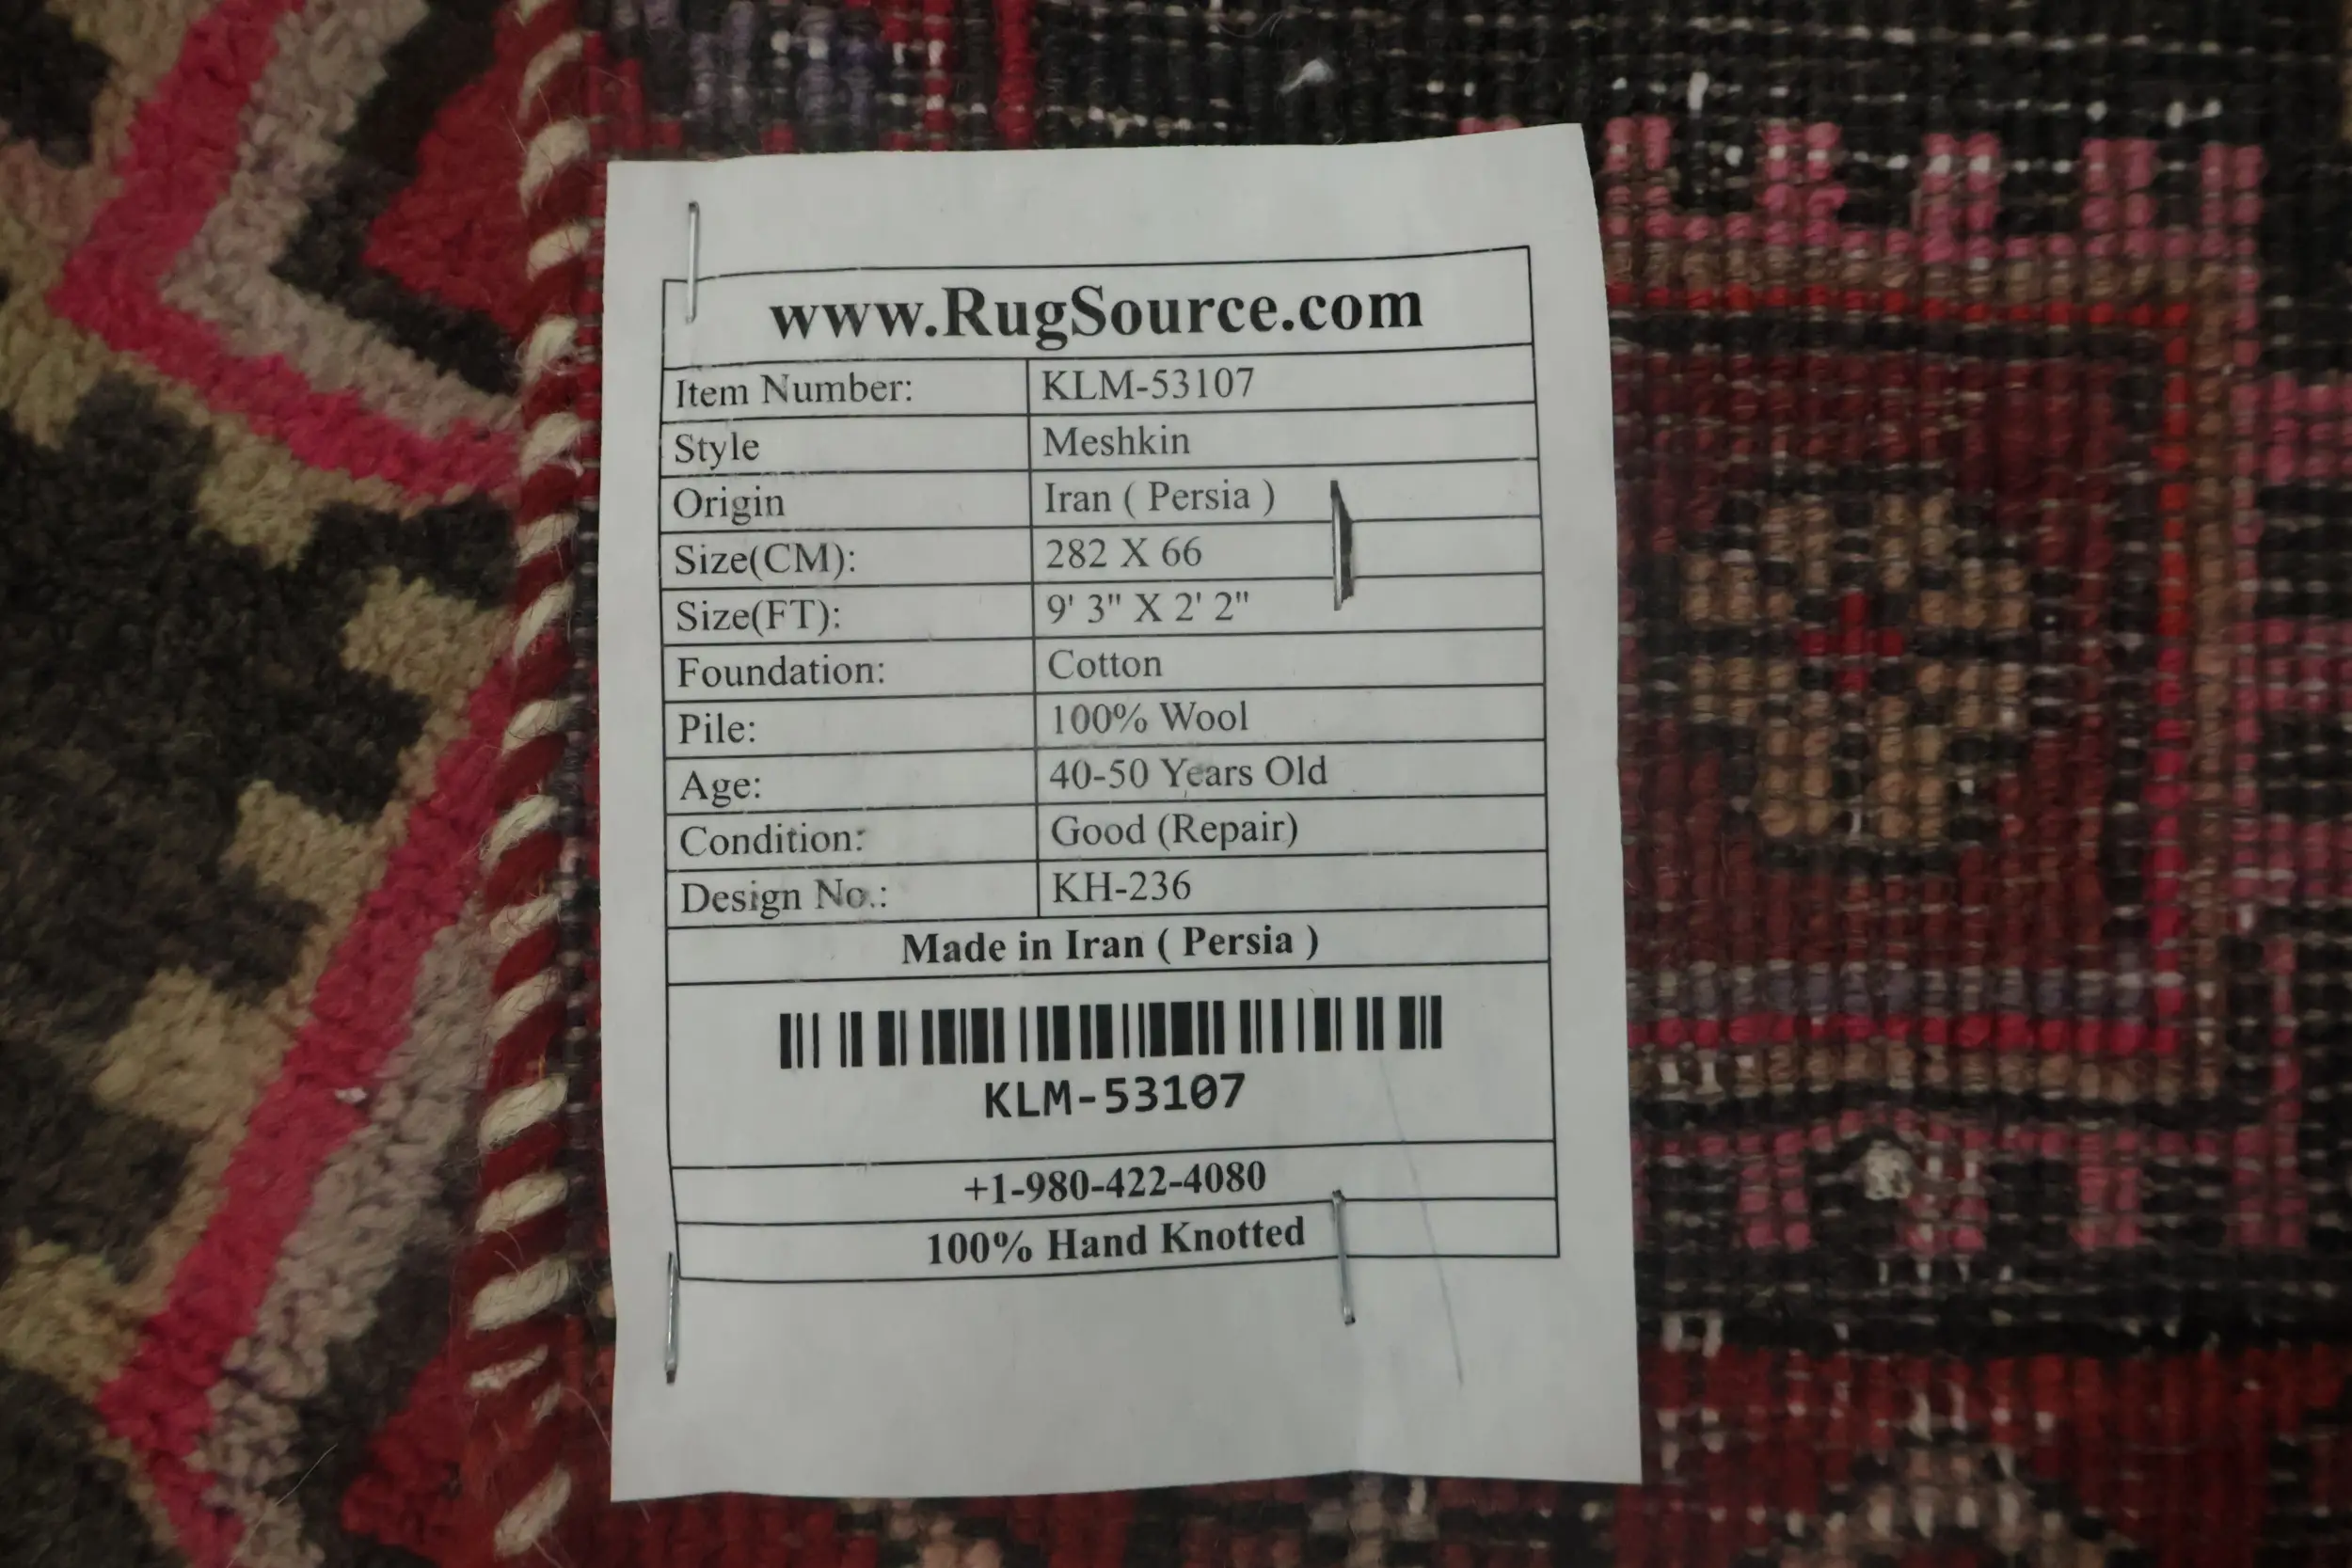 www.RugSource.com
Item Number: KLM-53107
Style Meshkin
Origin Iran ( Persia )
Size(CM): 282 X 66
Size(FT): 9' 3" X 2' 2"
Foundation: Cotton
Pile: 100% Wool
Age: 40-50 Years Old
Condition: Good (Repair)
Design No.: KH-236
Made in Iran ( Persia )
KLM-53107
+1-980-422-4080
100% Hand Knotted